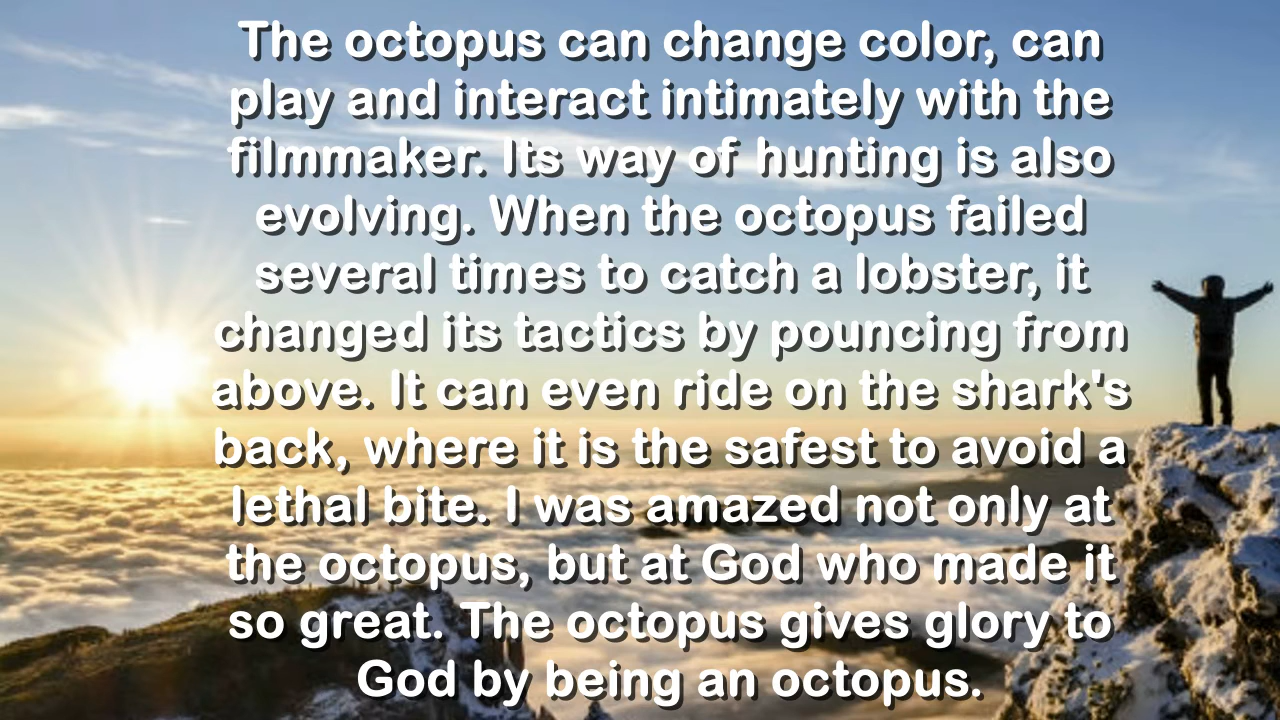 The octopus can change color, can
play and interact intimately with the
filmmaker. Its way of hunting is also
evolving. When the octopus failed
several times to catch a lobster, it
changed its tactics by pouncing from
above. It can even ride on the shark's
back, where it is the safest to avoid a
lethal bite. I was amazed not only at
the octopus, but at God who made it
so great. The octopus gives glory to
God by being an octopus.